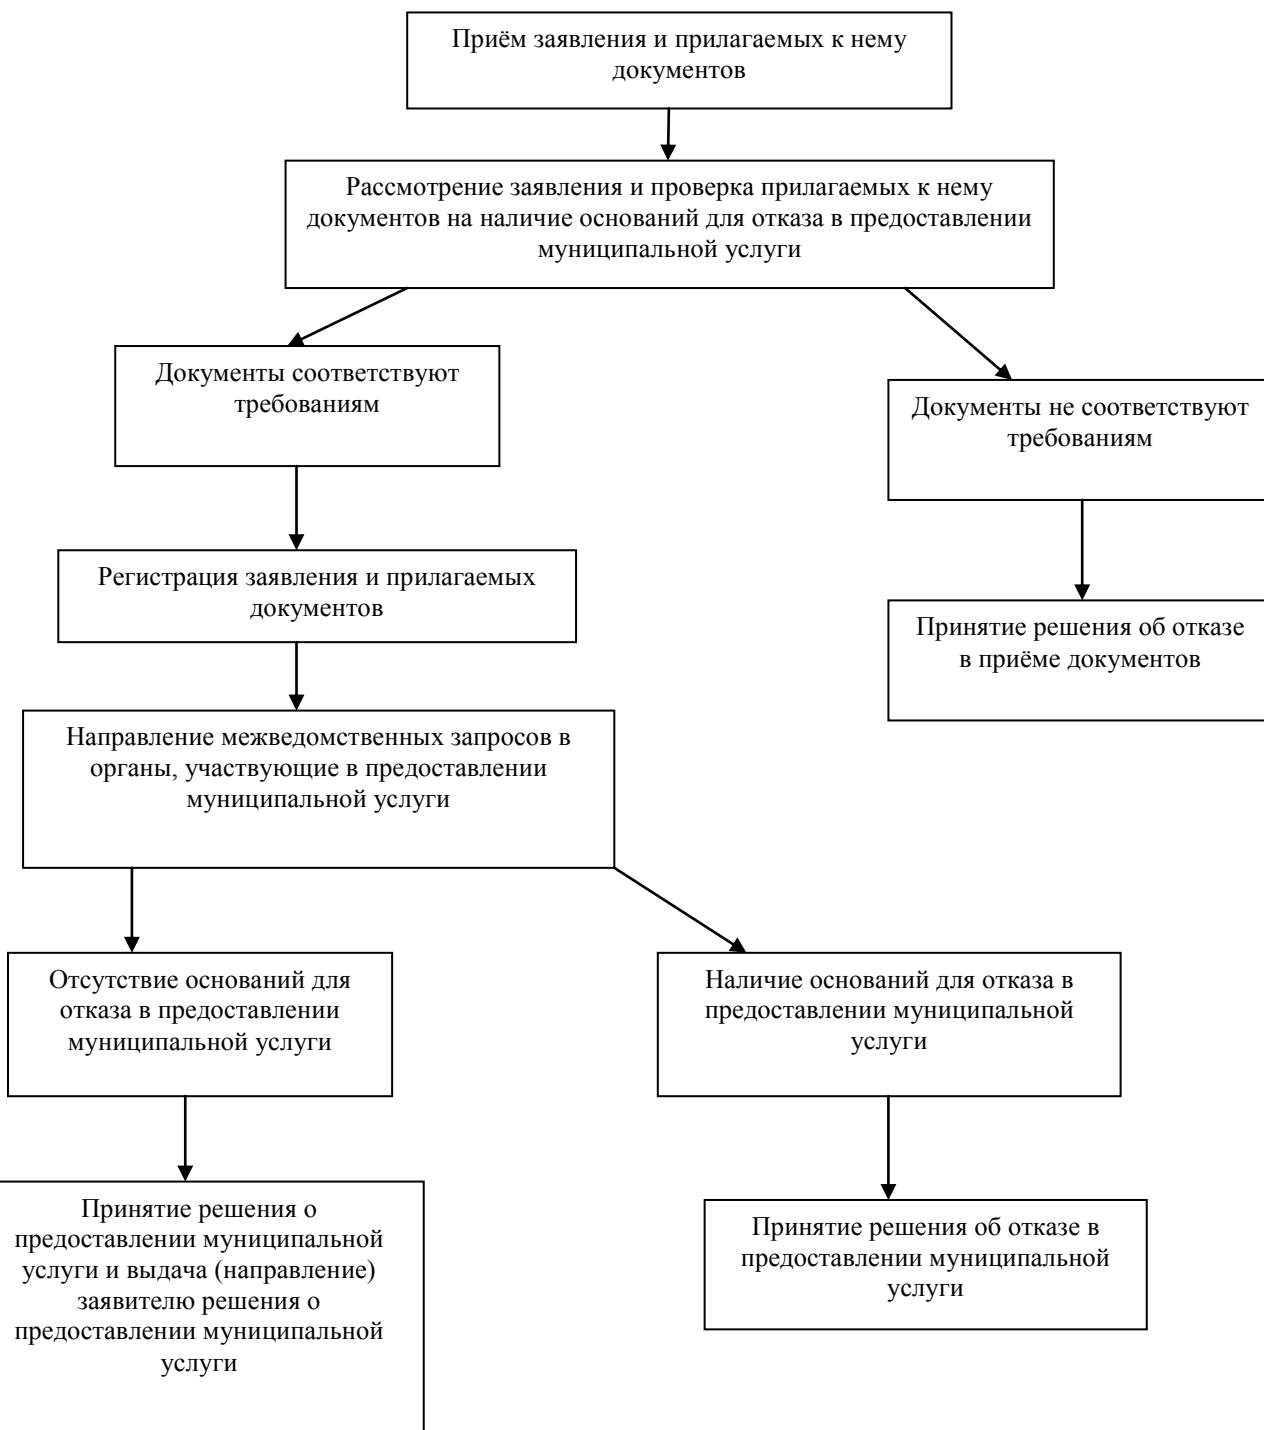 Приём заявления и прилагаемых к нему
документов
Рассмотрение заявления и проверка прилагаемых к нему
документов на наличие оснований для отказа в предоставлении
муниципальной услуги
Документы соответствуют
требованиям
Документы не соответствуют
требованиям
Регистрация заявления и прилагаемых
документов
Принятие решения об отказе
в приёме документов
Направление межведомственных запросов в
органы, участвующие в предоставлении
муниципальной услуги
Отсутствие оснований для
отказа в предоставлении
муниципальной услуги
Наличие оснований для отказа в
предоставлении муниципальной
услуги
Принятие решения о
предоставлении муниципальной
услуги и выдача (направление)
заявителю решения о
предоставлении муниципальной
услуги
Принятие решения об отказе в
предоставлении муниципальной
услуги